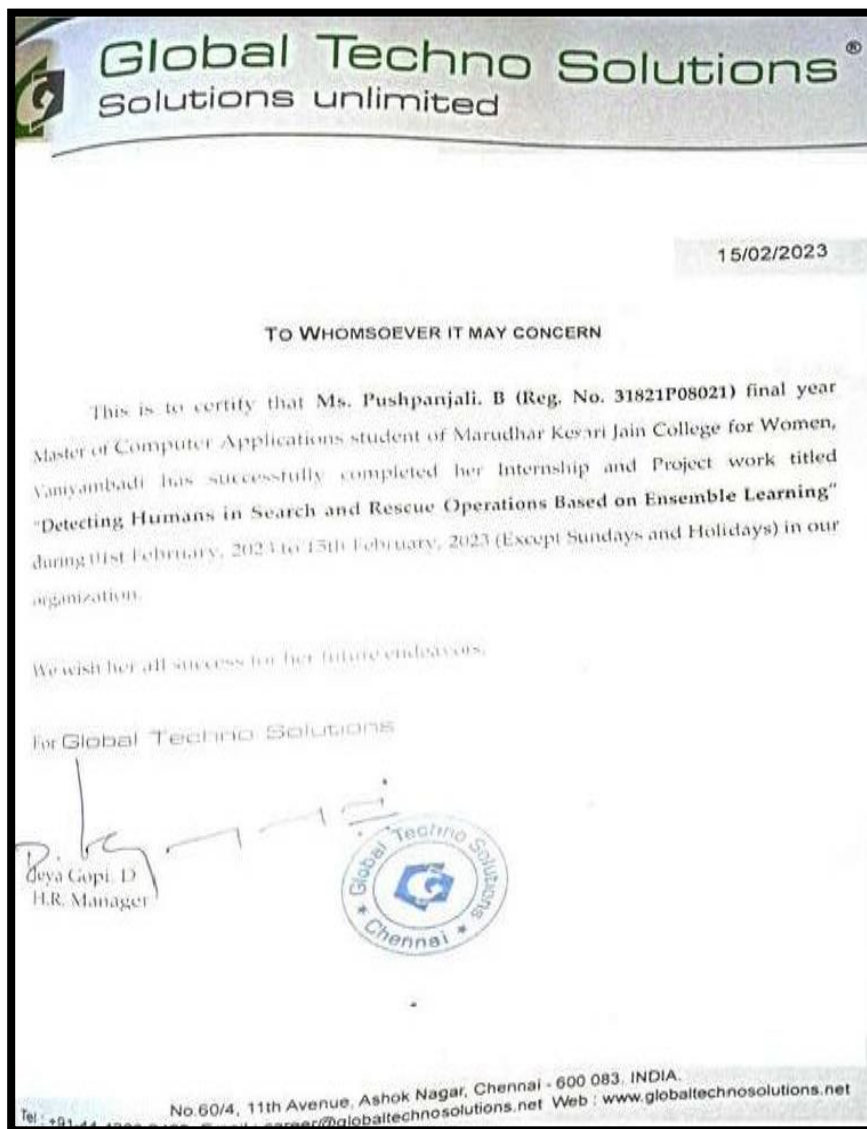 Global Techno Solutions®
Solutions unlimited
15/02/2023
TO WHOMSOEVER IT MAY CONCERN
This is to certify that Ms. Pushpanjali. B (Reg. No. 31821P08021) final year
Master of Computer Applications student of Marudhar Kesari Jain College for Women,
Vaniyambadi has successfully completed her Internship and Project work titled
"Detecting Humans in Search and Rescue Operations Based on Ensemble Learning"
during 01st February, 2023 to 15th February, 2023 (Except Sundays and Holidays) in our
organization.
We wish her all success for her future endeavors.
For Global Techno Solutions
Jeya Gopi. D
H.R. Manager
Global Techno Solutions
* Chennai *
No.60/4, 11th Avenue, Ashok Nagar, Chennai - 600 083. INDIA.
Tel : +91-44 career@globaltechnosolutions.net Web : www.globaltechnosolutions.net